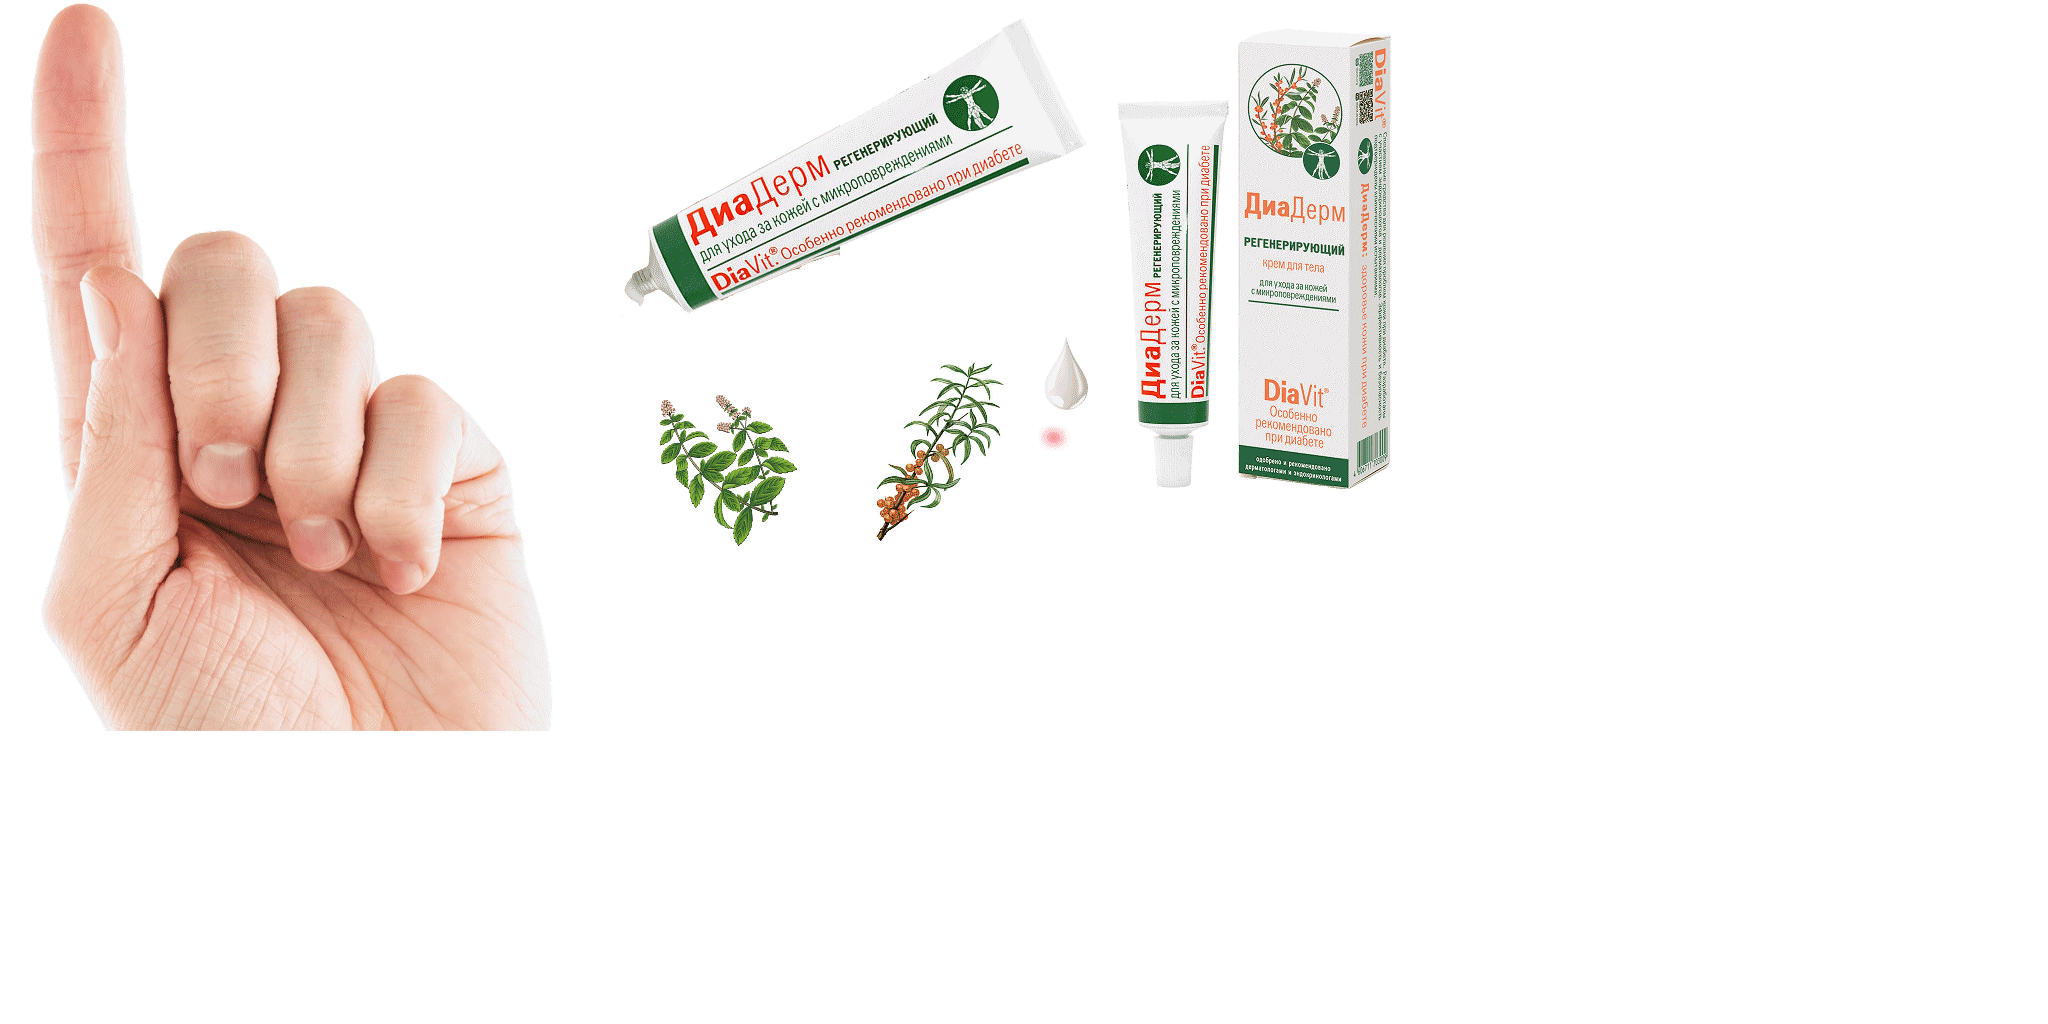 ДиаДерм РЕГЕНЕРИРУЮЩИЙ
для ухода за кожей с микроповреждениями
DiaVit® Особенно рекомендовано при диабете
ДиаДерм РЕГЕНЕРИРУЮЩИЙ
для ухода за кожей с микроповреждениями
DiaVit® Особенно рекомендовано при диабете
ДиаДерм
РЕГЕНЕРИРУЮЩИЙ
крем для тела
для ухода за кожей
с микроповреждениями
DiaVit®
Особенно
рекомендовано
при диабете
одобрено и рекомендовано
дерматологами и эндокринологами
DiaVit®
ДиаДерм: здоровье кожи при диабете